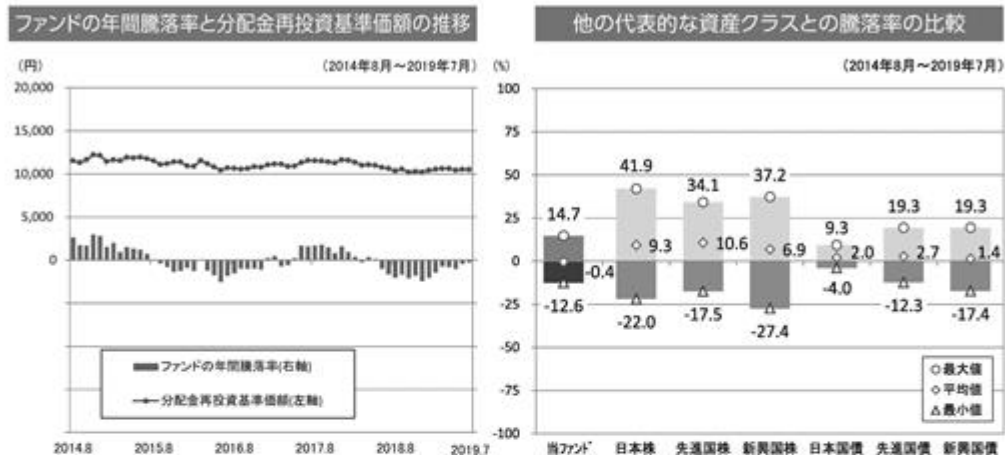 ファンドの年間騰落率と分配金再投資基準価額の推移
(円)
(2014年8月～2019年7月)
20,000
15,000
10,000
5,000
0
ファンドの年間騰落率(右軸)
分配金再投資基準価額(左軸)
2014.8 2015.8 2016.8 2017.8 2018.8 2019.7
他の代表的な資産クラスとの騰落率の比較
(%)
(2014年8月～2019年7月)
100
75
50
25
0
-25
-50
-75
-100
14.7 41.9 34.1 37.2 9.3 19.3 19.3
-0.4 9.3 10.6 6.9 2.0 2.7 1.4
-12.6 -22.0 -17.5 -27.4 -4.0 -12.3 -17.4
最大値
平均値
最小値
当ファンド 日本株 先進国株 新興国株 日本国債 先進国債 新興国債